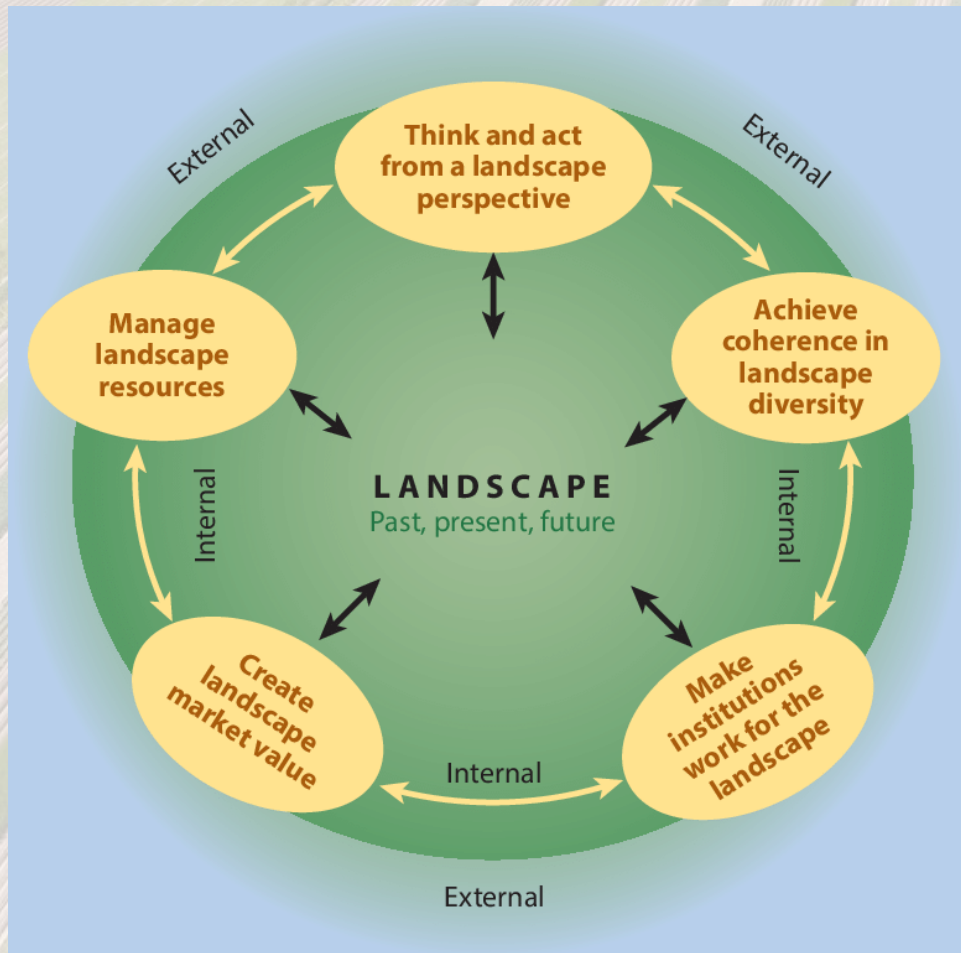 External
External
Think and act
from a landscape
perspective
Manage
landscape
resources
Achieve
coherence in
landscape
diversity
Internal
LANDSCAPE
Past, present, future
Internal
Create
landscape
market value
Internal
Make
institutions
work for the
landscape
External